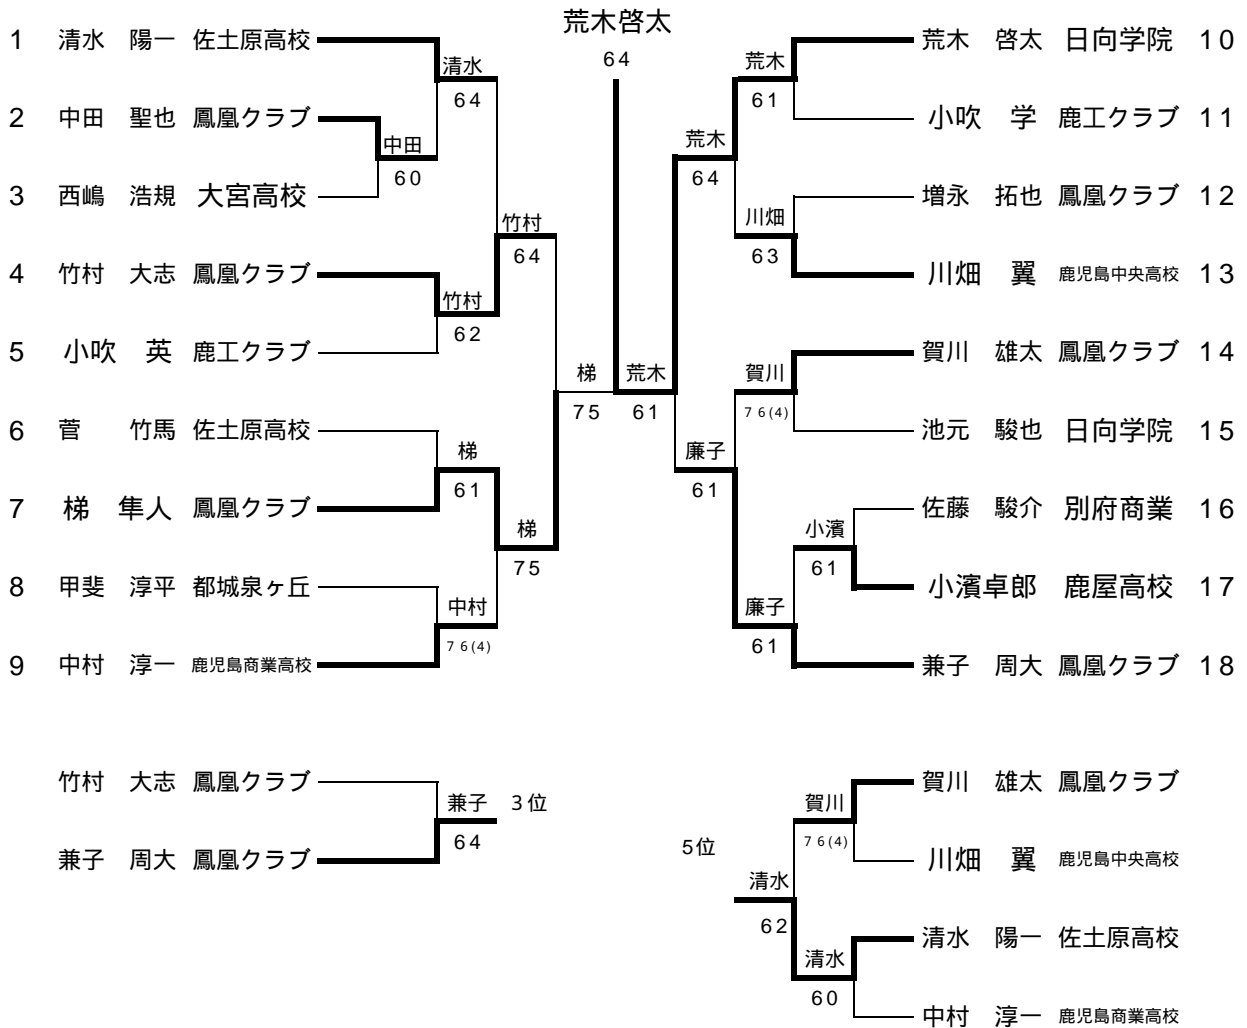 荒木啓太
64
1 清水 陽一 佐土原高校
清水
64
2 中田 聖也 鳳凰クラブ
中田
60
3 西嶋 浩規 大宮高校
竹村
64
4 竹村 大志 鳳凰クラブ
竹村
62
5 小吹 英 鹿工クラブ
梯
75
6 菅 竹馬 佐土原高校
梯
61
7 梯 隼人 鳳凰クラブ
梯
75
8 甲斐 淳平 都城泉ヶ丘
中村
76(4)
9 中村 淳一 鹿児島商業高校
荒木
61
荒木 啓太 日向学院 10
荒木
61
小吹 学 鹿工クラブ 11
荒木
64
増永 拓也 鳳凰クラブ 12
川畑
63
川畑 翼 鹿児島中央高校 13
賀川 雄太 鳳凰クラブ 14
賀川
76(4)
池元 駿也 日向学院 15
廉子
61
佐藤 駿介 別府商業 16
小濱
61
小濱卓郎 鹿屋高校 17
廉子
61
兼子 周大 鳳凰クラブ 18
竹村 大志 鳳凰クラブ
兼子 3位
64
兼子 周大 鳳凰クラブ
賀川 雄太 鳳凰クラブ
賀川
76(4)
川畑 翼 鹿児島中央高校
5位
清水
62
清水 陽一 佐土原高校
清水
60
中村 淳一 鹿児島商業高校